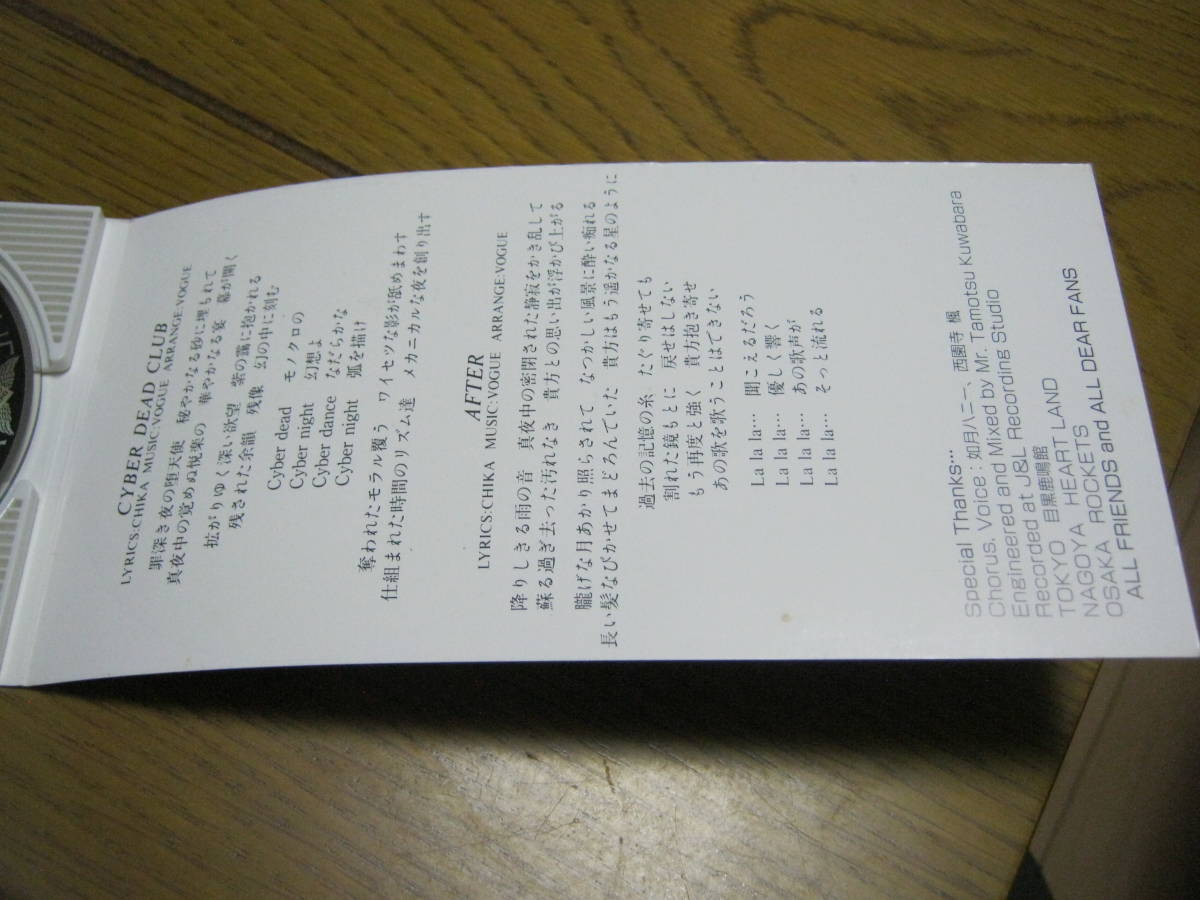 CYBER DEAD CLUB
LYRICS:CHIKA MUSIC:VOGUE ARRANGE:VOGUE
罪深き夜の堕天使 秘やかなる砂に埋もれて
真夜中の覚めぬ悦楽の 華やかなる宴 墓が開く
拡がりゆく深い欲望 紫の靄に抱かれる
残された余韻 残像 幻の中に刻む
Cyber dead モノクロの
Cyber night 幻想よ
Cyber dance なだらかな
Cyber night 弧を描け
奪われたモラル覆う ワイセツな影が舐めまわす
仕組まれた時間のリズム達 メカニカルな夜を創り出す
AFTER
LYRICS:CHIKA MUSIC:VOGUE ARRANGE:VOGUE
降りしきる雨の音 真夜中の密閉された静寂をかき乱して
蘇る過ぎ去った汚れなき 貴方との思い出が浮かび上がる
朧げな月あかり照らされて なつかしい風景に酔い痴れる
長い髪なびかせてまどろんでいた 貴方はもう遥かなる星のように
過去の記憶の糸 たぐり寄せても
割れた鏡もとに 戻せはしない
もう再度と強く 貴方抱き寄せ
あの歌を歌うことはできない
La la la… 聞こえるだろう
La la la… 優しく響く
La la la… あの歌声が
La la la… そっと流れる
Special Thanks…
Chorus, Voice : 如月ハ二一、西園寺 楓
Engineered and Mixed by Mr. Tamotsu Kuwabara
Recorded at J&L Recording Studio
TOKYO 目黒鹿鳴館
NAGOYA HEART LAND
OSAKA ROCKETS
ALL FRIENDS and ALL DEAR FANS